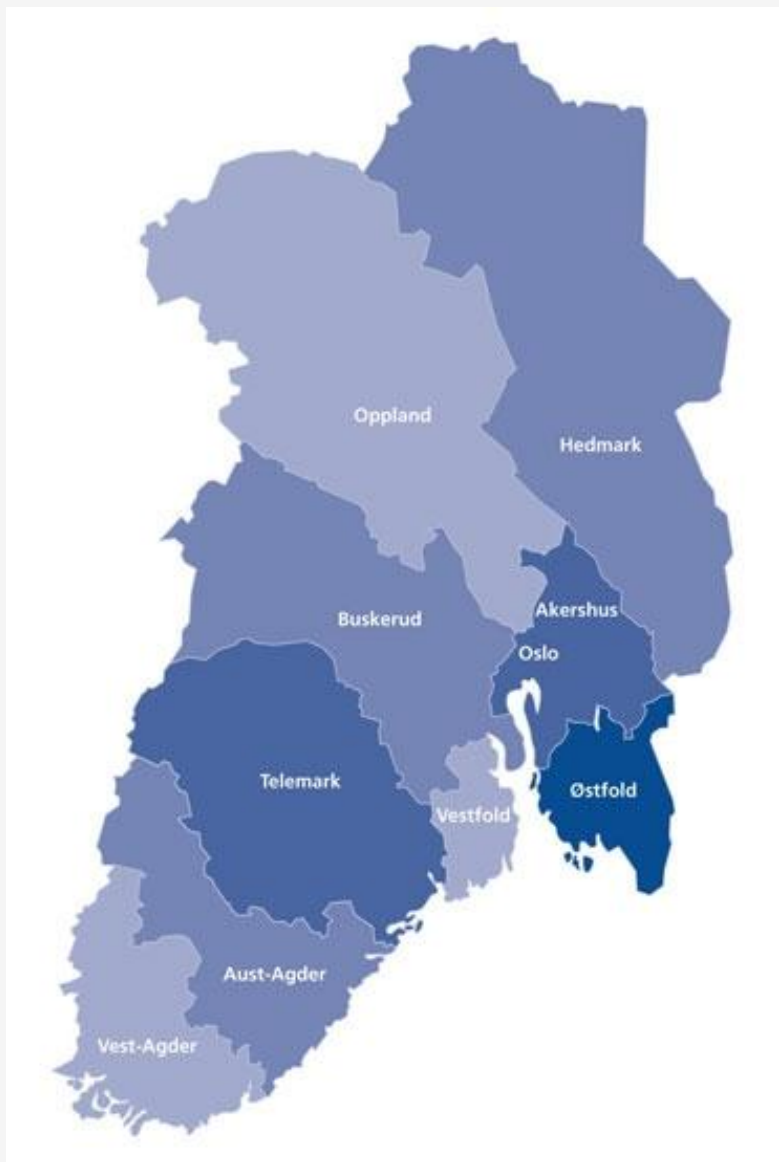 Oppland
Hedmark
Akershus
Buskerud
Oslo
Telemark
Østfold
Vestfold
Aust-Agder
Vest-Agder